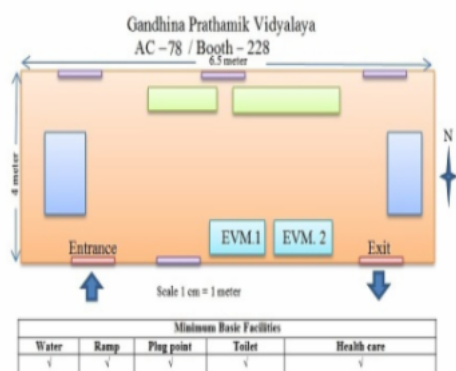 Gandhina Prathamik Vidyalaya
AC –78 / Booth – 228
6.5 meter
4 meter
N
EVM.1 EVM. 2
Entrance Exit
Scale 1 cm = 1 meter
Minimum Basic Facilities
Water Ramp Plug point Toilet Health care
√ √ √ √ √